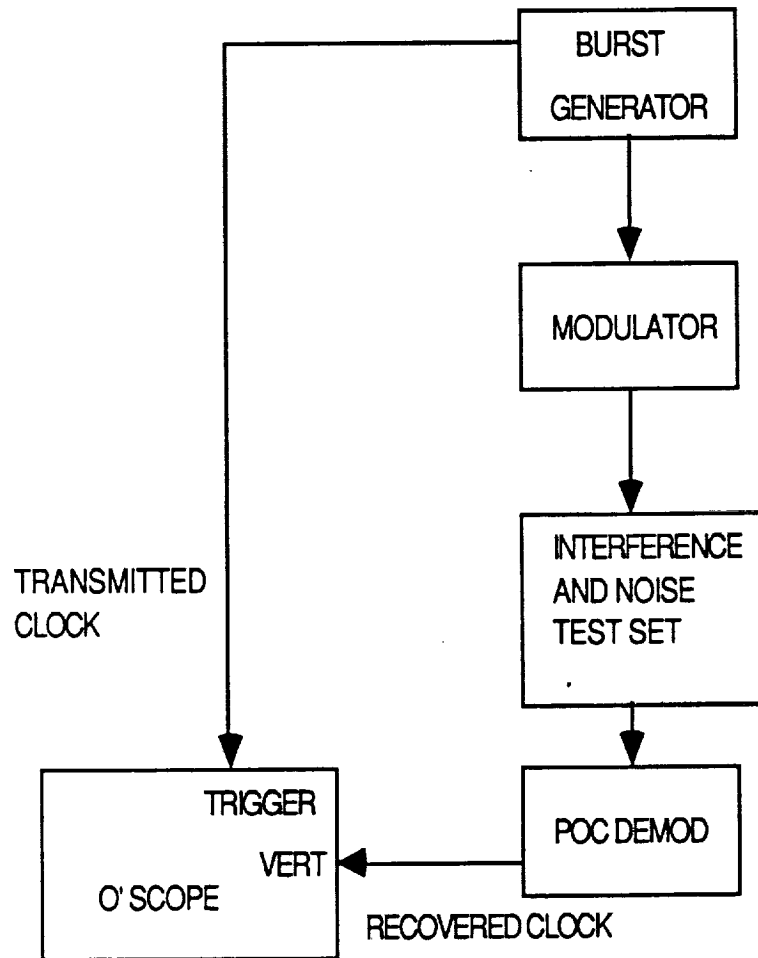 BURST
GENERATOR
MODULATOR
INTERFERENCE
AND NOISE
TEST SET
TRANSMITTED
CLOCK
TRIGGER
VERT
O' SCOPE
POC DEMOD
RECOVERED CLOCK